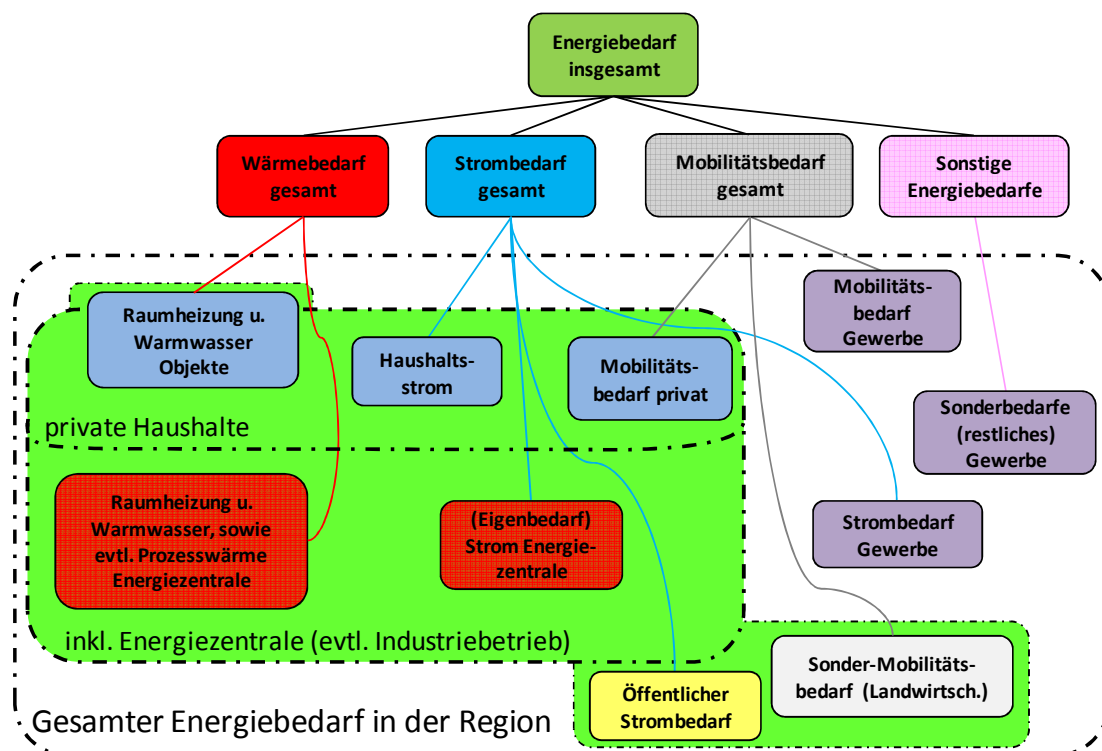 Energiebedarf
insgesamt
Wärmebedarf
gesamt
Strombedarf
gesamt
Mobilitätsbedarf
gesamt
Sonstige
Energiebedarfe
Raumheizung u.
Warmwasser
Objekte
Haushalts-
strom
Mobilitäts-
bedarf privat
Mobilitäts-
bedarf
Gewerbe
private Haushalte
Sonderbedarfe
(restliches)
Gewerbe
Raumheizung u.
Warmwasser, sowie
evtl. Prozesswärme
Energiezentrale
(Eigenbedarf)
Strom Energie-
zentrale
Strombedarf
Gewerbe
inkl. Energiezentrale (evtl. Industriebetrieb)
Sonder-Mobilitäts-
bedarf (Landwirtsch.)
Öffentlicher
Strombedarf
Gesamter Energiebedarf in der Region